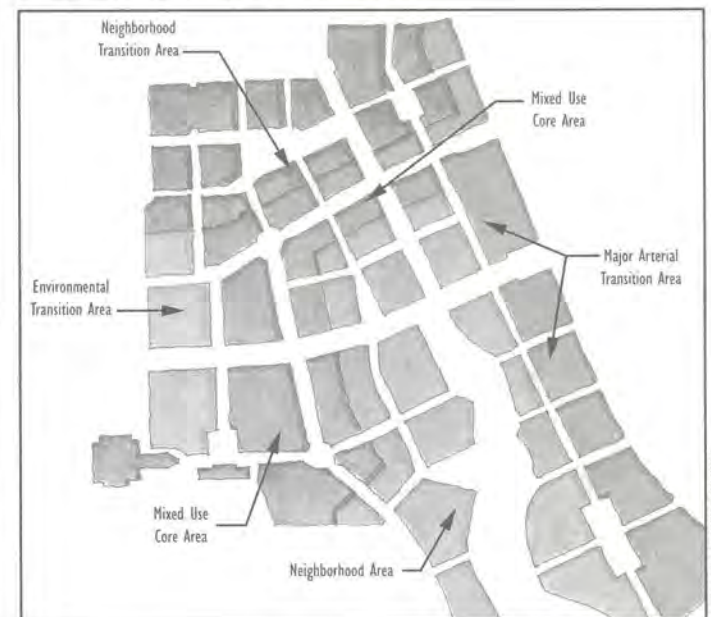 Neighborhood
Transition Area
Mixed Use
Core Area
Major Arterial
Transition Area
Environmental
Transition Area
Mixed Use
Core Area
Neighborhood Area